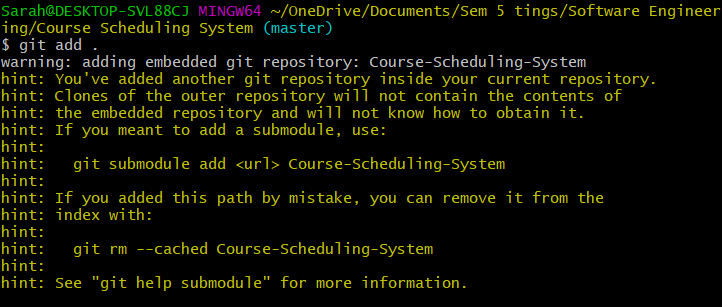 Sarah@DESKTOP-SVL88CJ MINGW64 ~/OneDrive/Documents/Sem 5 tings/Software Engineer
ing/Course Scheduling System (master)
$ git add .
warning: adding embedded git repository: Course-Scheduling-System
hint: You've added another git repository inside your current repository.
hint: Clones of the outer repository will not contain the contents of
hint: the embedded repository and will not know how to obtain it.
hint: If you meant to add a submodule, use:
hint:
hint:   git submodule add <url> Course-Scheduling-System
hint:
hint: If you added this path by mistake, you can remove it from the
hint: index with:
hint:
hint:   git rm --cached Course-Scheduling-System
hint:
hint: See "git help submodule" for more information.